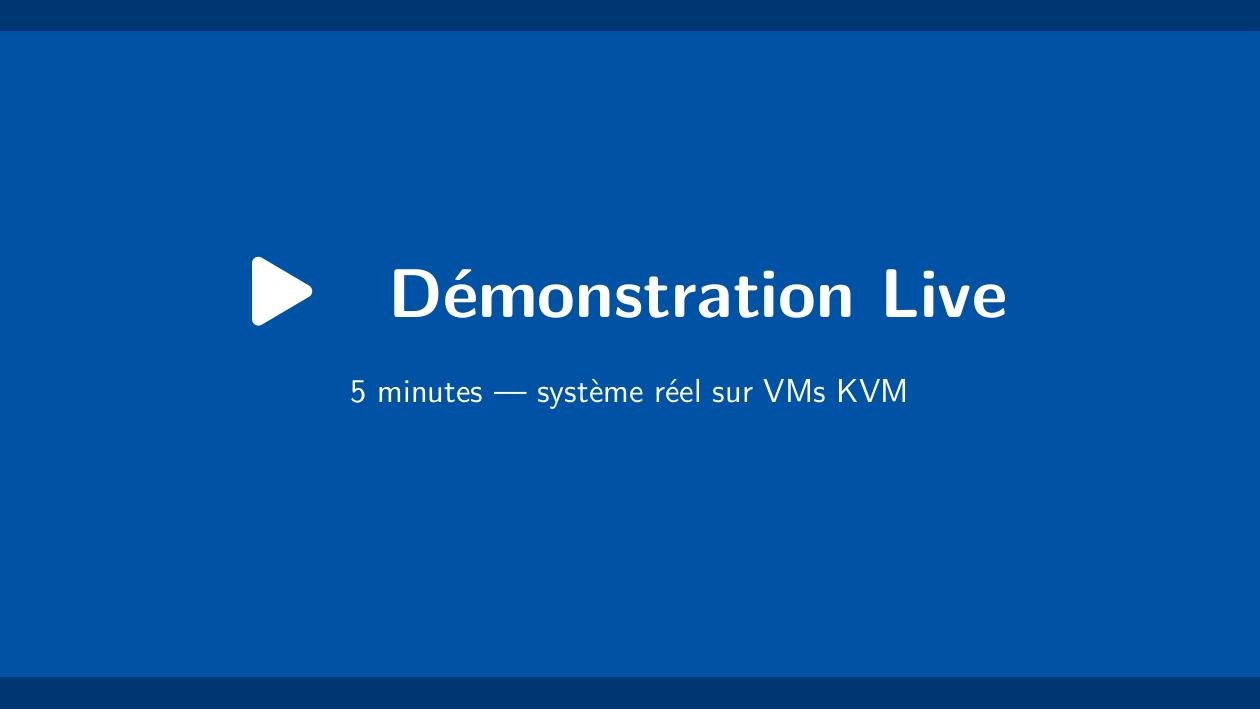 Démonstration Live
5 minutes — système réel sur VMs KVM